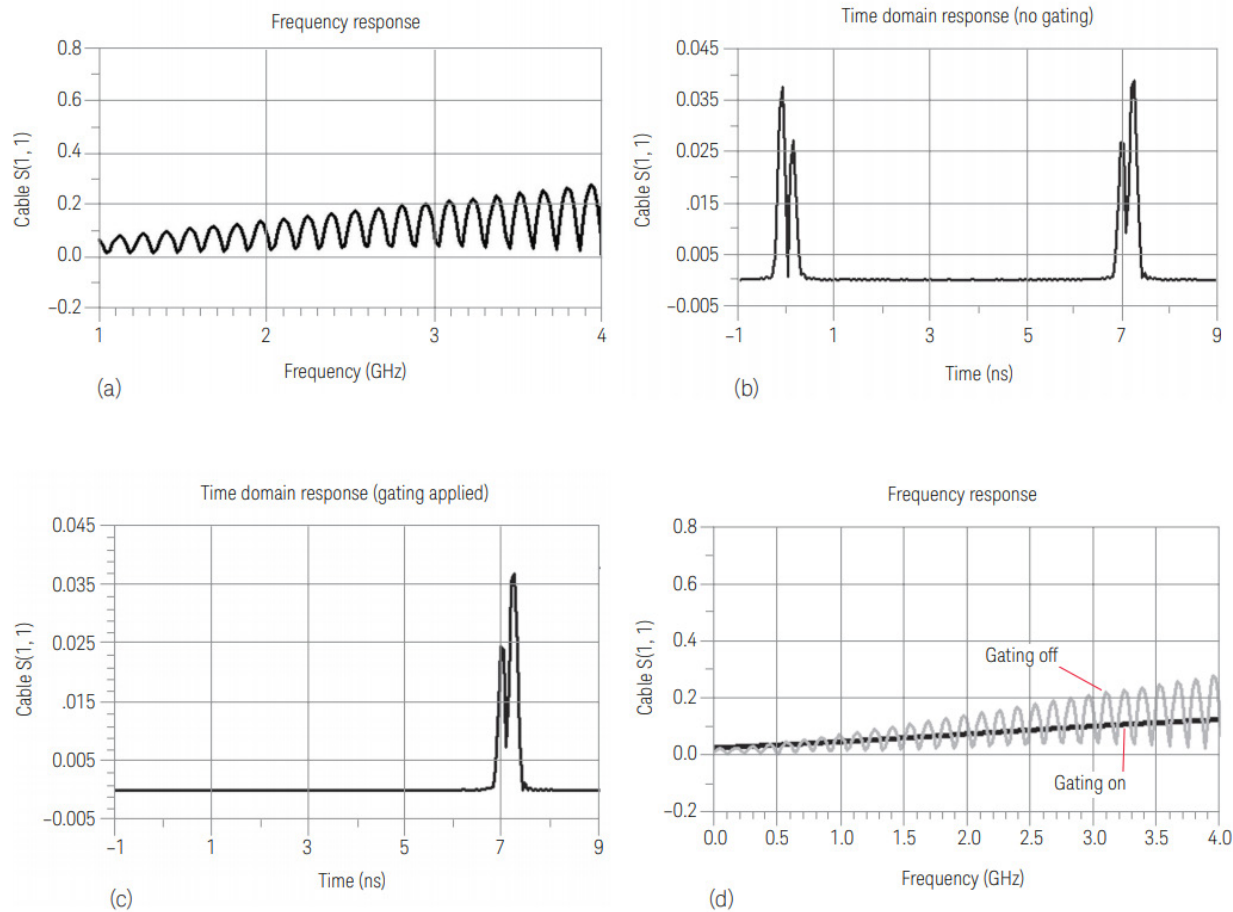 Frequency response
0.8
0.6
0.4
0.2
0.0
−0.2
Cable S(1, 1)
1 2 3 4
Frequency (GHz)
(a)
Time domain response (no gating)
0.045
0.035
0.025
.015
0.005
−0.005
Cable S(1, 1)
−1 1 3 5 7 9
Time (ns)
(b)
Time domain response (gating applied)
0.045
0.035
0.025
.015
0.005
−0.005
Cable S(1, 1)
−1 1 3 5 7 9
Time (ns)
(c)
Frequency response
0.8
0.6
0.4
0.2
0.0
−0.2
Cable S(1, 1)
Gating off
Gating on
0.0 0.5 1.0 1.5 2.0 2.5 3.0 3.5 4.0
Frequency (GHz)
(d)